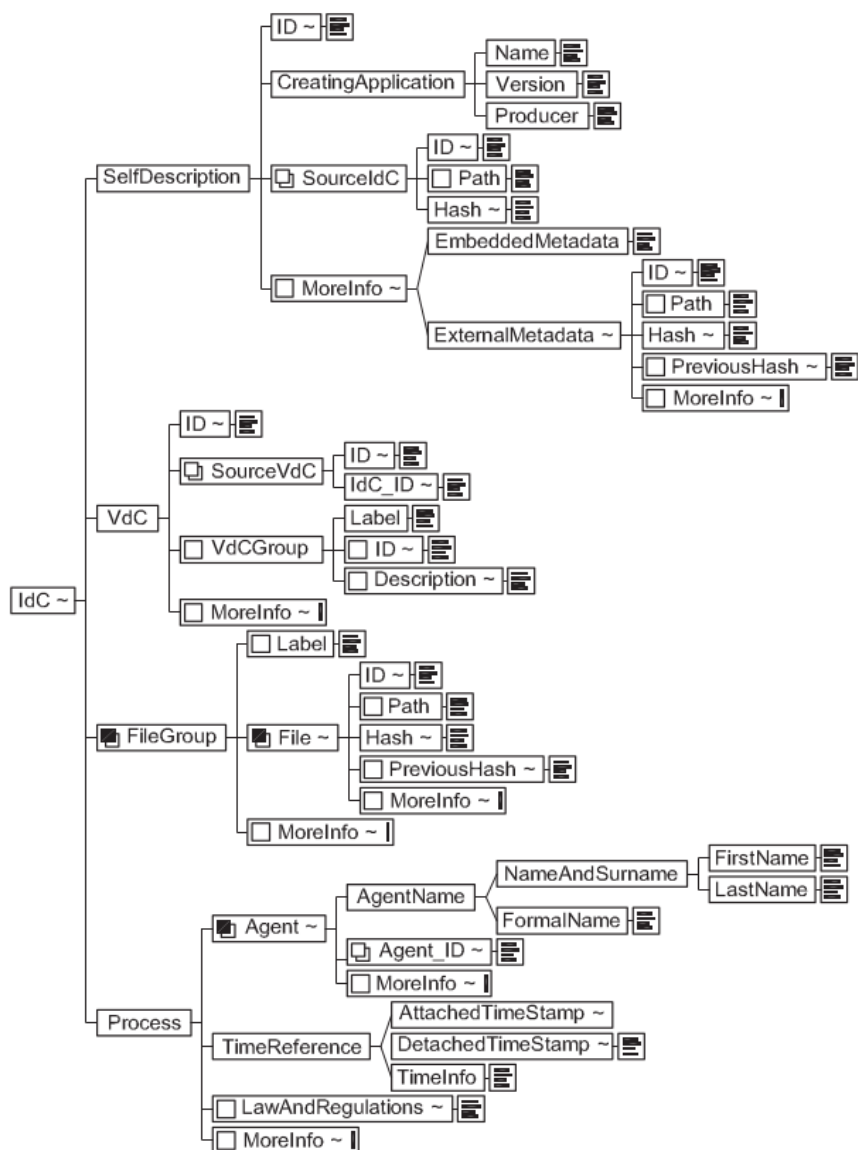 ID ~
CreatingApplication
Name
Version
Producer
SelfDescription
SourceIdC
ID ~
Path
Hash ~
MoreInfo ~
EmbeddedMetadata
ExternalMetadata ~
ID ~
Path
Hash ~
PreviousHash ~
MoreInfo ~
IdC ~
VdC
ID ~
SourceVdC
ID ~
IdC_ID ~
VdCGroup
Label
ID ~
Description ~
MoreInfo ~
FileGroup
Label
File ~
ID ~
Path
Hash ~
PreviousHash ~
MoreInfo ~
MoreInfo ~
Process
Agent ~
AgentName
NameAndSurname
FirstName
LastName
FormalName
Agent_ID ~
MoreInfo ~
TimeReference
AttachedTimeStamp ~
DetachedTimeStamp ~
TimeInfo
LawAndRegulations ~
MoreInfo ~